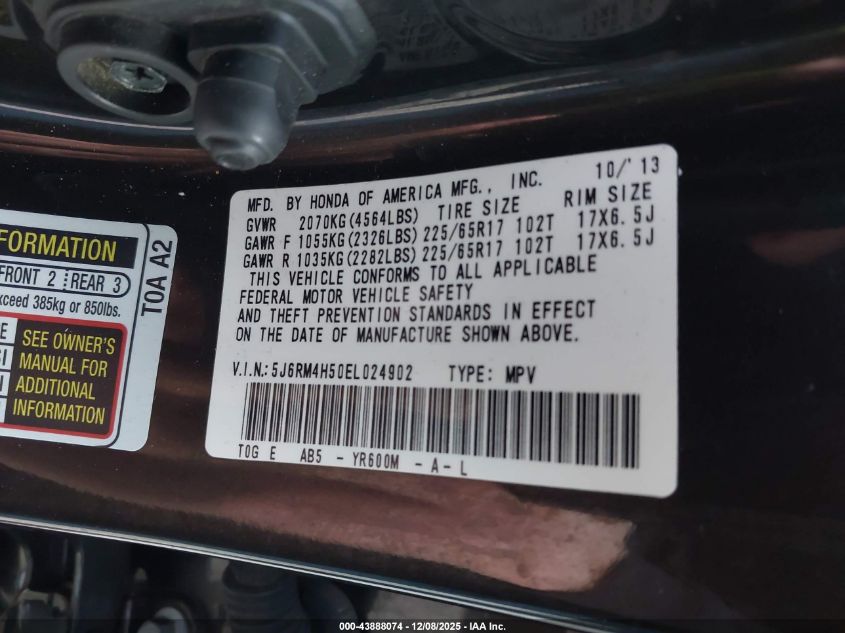 10/'13
MFD. BY HONDA OF AMERICA MFG., INC.
GVWR 2070KG(4564LBS) TIRE SIZE RIM SIZE
GAWR F 1055KG(2326LBS) 225/65R17 102T 17X6.5J
GAWR R 1035KG(2282LBS) 225/65R17 102T 17X6.5J
THIS VEHICLE CONFORMS TO ALL APPLICABLE
FEDERAL MOTOR VEHICLE SAFETY
AND THEFT PREVENTION STANDARDS IN EFFECT
ON THE DATE OF MANUFACTURE SHOWN ABOVE.
V.I.N.:5J6RM4H50EL024902 TYPE: MPV
TOG E AB5 - YR600M - A - L
FRONT 2 REAR 3
385kg or 850lbs.
SEE OWNER'S
MANUAL FOR
ADDITIONAL
INFORMATION
TOA A2
000-43888074 - 12/08/2025 - IAA Inc.